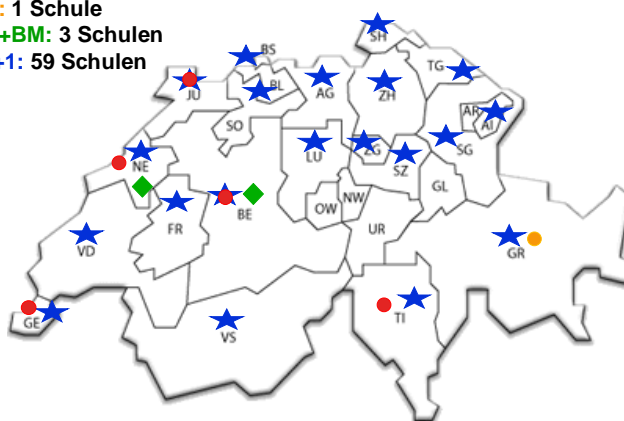 : 1 Schule
+BM: 3 Schulen
+1: 59 Schulen
SH
BS
TG
JU
BL
AG
ZH
AR
AI
SO
NE
LU
ZG
SZ
SG
GL
OW
NW
BE
FR
UR
VD
GR
GE
VS
TI